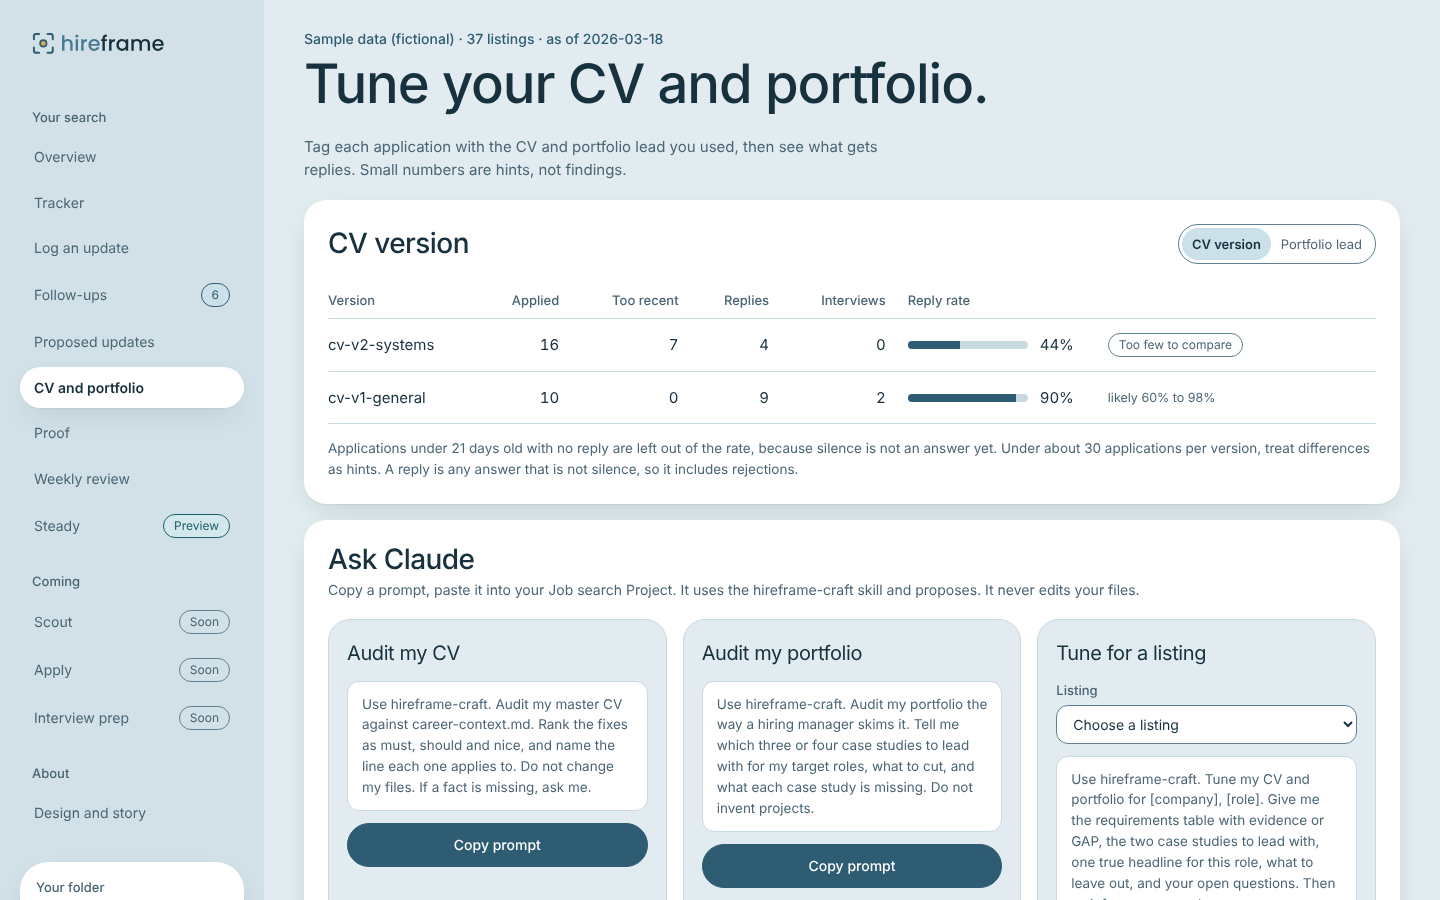 hireframe
Your search
Overview
Tracker
Log an update
Follow-ups 6
Proposed updates
CV and portfolio
Proof
Weekly review
Steady Preview
Coming
Scout Soon
Apply Soon
Interview prep Soon
About
Design and story
Your folder
Sample data (fictional) · 37 listings · as of 2026-03-18
Tune your CV and portfolio.
Tag each application with the CV and portfolio lead you used, then see what gets
replies. Small numbers are hints, not findings.
CV version
CV version Portfolio lead
Version Applied Too recent Replies Interviews Reply rate
cv-v2-systems 16 7 4 0 44% Too few to compare
cv-v1-general 10 0 9 2 90% likely 60% to 98%
Applications under 21 days old with no reply are left out of the rate, because silence is not an answer yet. Under about 30 applications per version, treat differences
as hints. A reply is any answer that is not silence, so it includes rejections.
Ask Claude
Copy a prompt, paste it into your Job search Project. It uses the hireframe-craft skill and proposes. It never edits your files.
Audit my CV
Use hireframe-craft. Audit my master CV
against career-context.md. Rank the fixes
as must, should and nice, and name the
line each one applies to. Do not change
my files. If a fact is missing, ask me.
Copy prompt
Audit my portfolio
Use hireframe-craft. Audit my portfolio the
way a hiring manager skims it. Tell me
which three or four case studies to lead
with for my target roles, what to cut, and
what each case study is missing. Do not
invent projects.
Copy prompt
Tune for a listing
Listing
Choose a listing
Use hireframe-craft. Tune my CV and
portfolio for [company], [role]. Give me
the requirements table with evidence or
GAP, the two case studies to lead with,
one true headline for this role, what to
leave out, and your open questions. Then